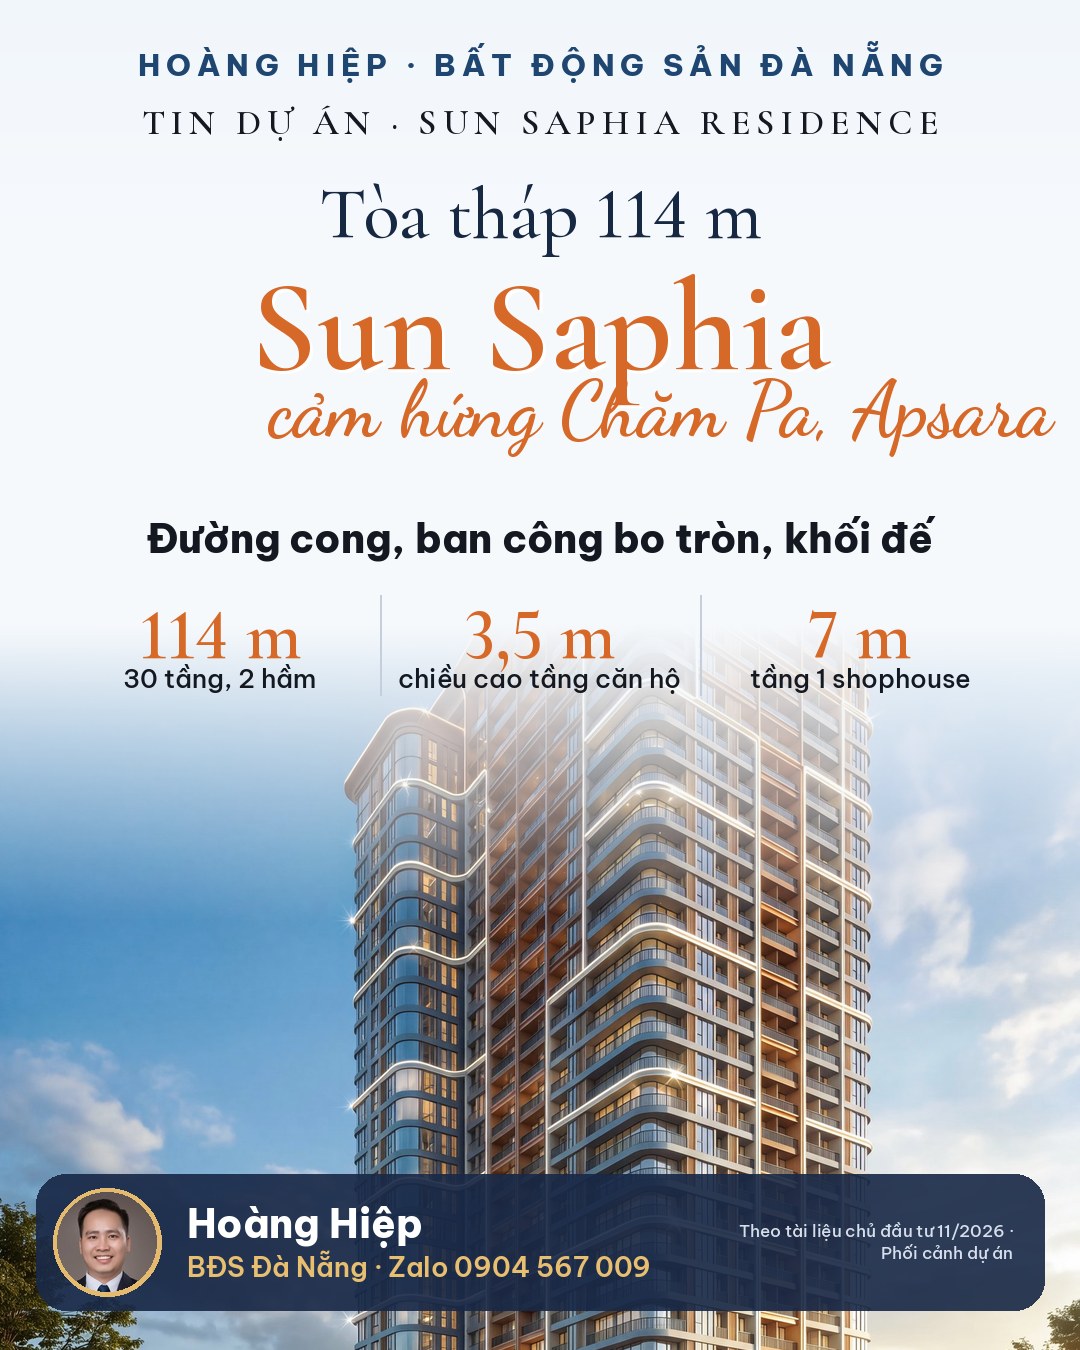 HOÀNG HIỆP · BẤT ĐỘNG SẢN ĐÀ NẴNG
TIN DỰ ÁN · SUN SAPHIA RESIDENCE
Tòa tháp 114 m
Sun Saphia
cảm hứng Chăm Pa, Apsara
Đường cong, ban công bo tròn, khối đế
114 m
30 tầng, 2 hầm
3,5 m
chiều cao tầng căn hộ
7 m
tầng 1 shophouse
Hoàng Hiệp
BĐS Đà Nẵng · Zalo 0904 567 009
Theo tài liệu chủ đầu tư 11/2026 ·
Phối cảnh dự án